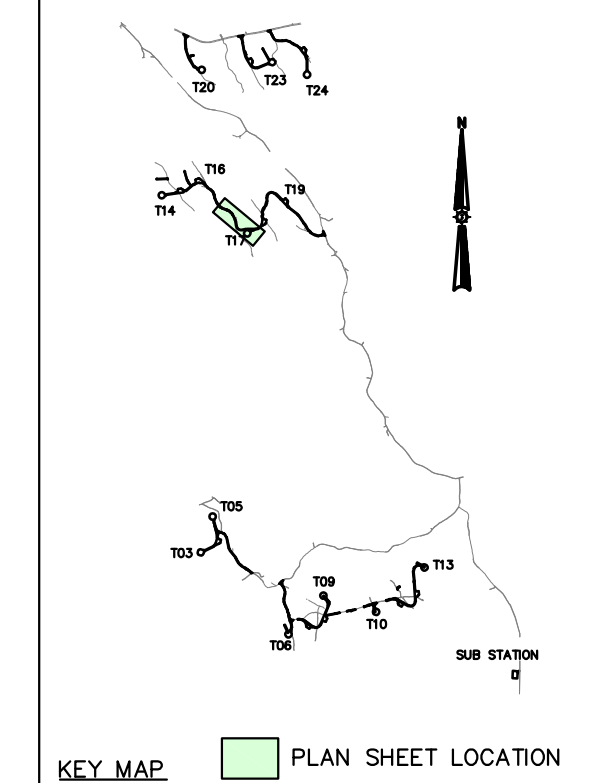 T20
T23
T24
N
T16
T14
T19
T17
T05
T03
T13
T09
T10
T06
SUB STATION
KEY MAP
PLAN SHEET LOCATION